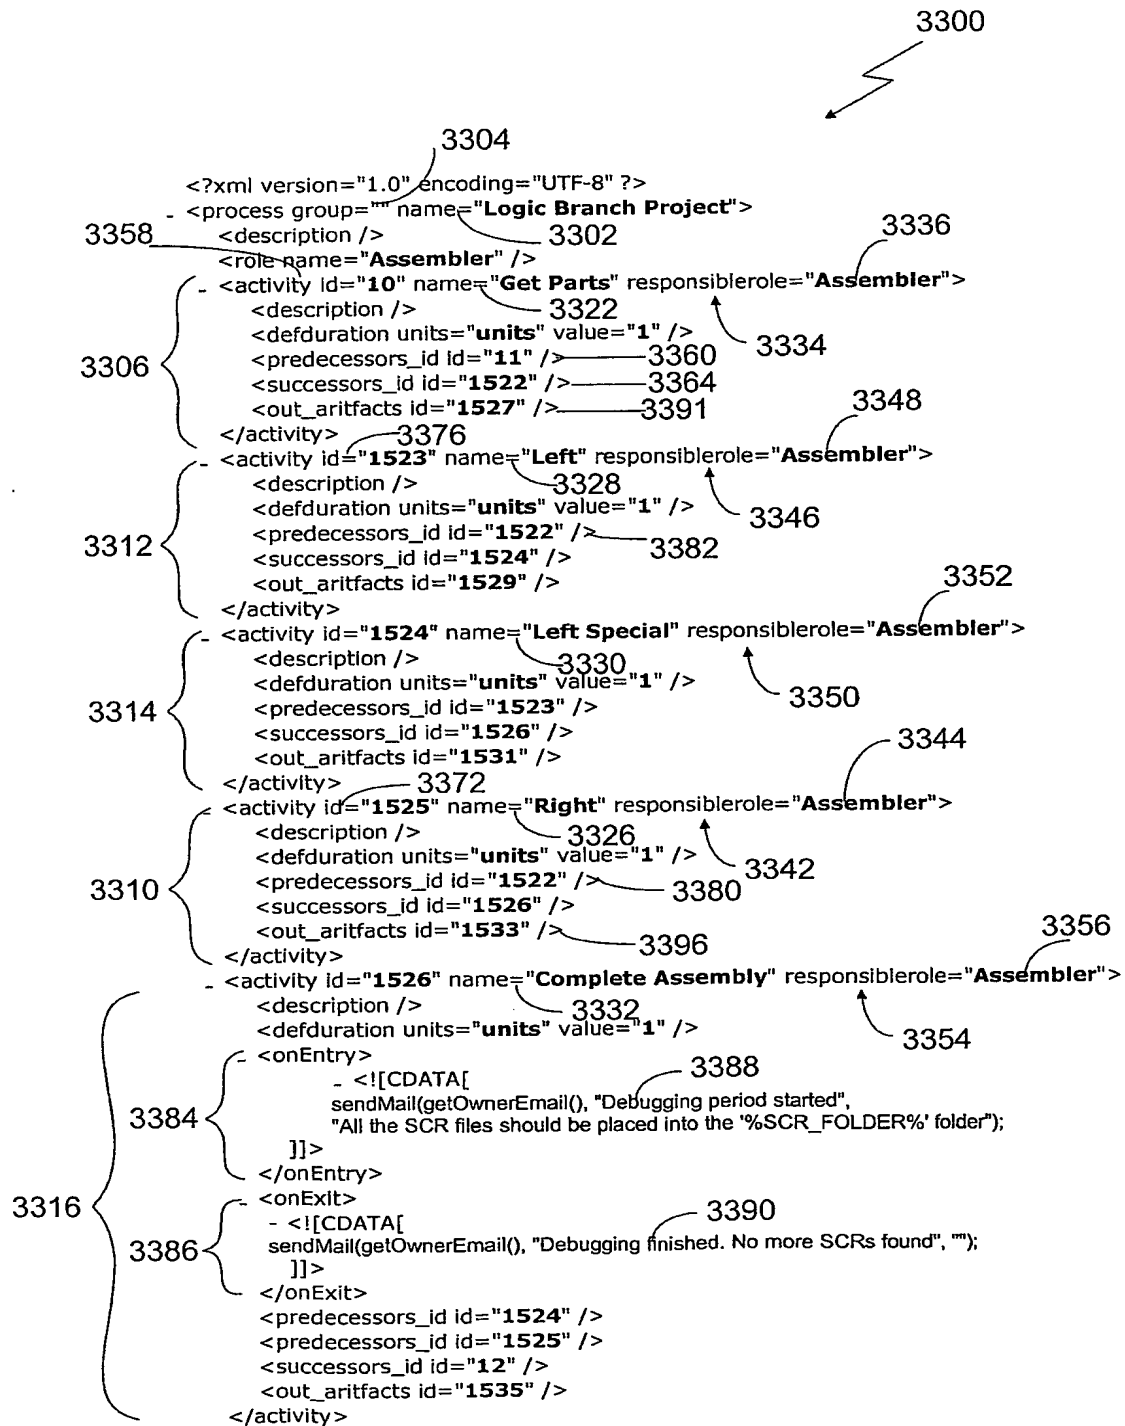 3300
3304
<?xml version="1.0" encoding="UTF-8" ?>
- <process group="" name="Logic Branch Project">
3358 <description /> 3302 3336
<role name="Assembler" />
- <activity id="10" name="Get Parts" responsiblerole="Assembler">
<description /> 3322
<defduration units="units" value="1" /> 3334
3306 <predecessors_id id="11" /> 3360
<successors_id id="1522" /> 3364
<out_aritfacts id="1527" /> 3391 3348
</activity> 3376
- <activity id="1523" name="Left" responsiblerole="Assembler">
<description /> 3328
<defduration units="units" value="1" /> 3346
3312 <predecessors_id id="1522" /> 3382
<successors_id id="1524" />
<out_aritfacts id="1529" /> 3352
</activity>
- <activity id="1524" name="Left Special" responsiblerole="Assembler">
<description /> 3330
<defduration units="units" value="1" /> 3350
3314 <predecessors_id id="1523" />
<successors_id id="1526" /> 3344
<out_aritfacts id="1531" />
</activity> 3372
- <activity id="1525" name="Right" responsiblerole="Assembler">
<description /> 3326
<defduration units="units" value="1" /> 3342
3310 <predecessors_id id="1522" /> 3380
<successors_id id="1526" />
<out_aritfacts id="1533" /> 3396 3356
</activity>
- <activity id="1526" name="Complete Assembly" responsiblerole="Assembler">
<description /> 3332
<defduration units="units" value="1" /> 3354
- <onEntry>
- <![CDATA[ 3388
3384 sendMail(getOwnerEmail(), "Debugging period started",
"All the SCR files should be placed into the '%SCR_FOLDER%' folder");
]]>
</onEntry>
3316 - <onExit>
- <![CDATA[ 3390
3386 sendMail(getOwnerEmail(), "Debugging finished. No more SCRs found", "");
]]>
</onExit>
<predecessors_id id="1524" />
<predecessors_id id="1525" />
<successors_id id="12" />
<out_aritfacts id="1535" />
</activity>